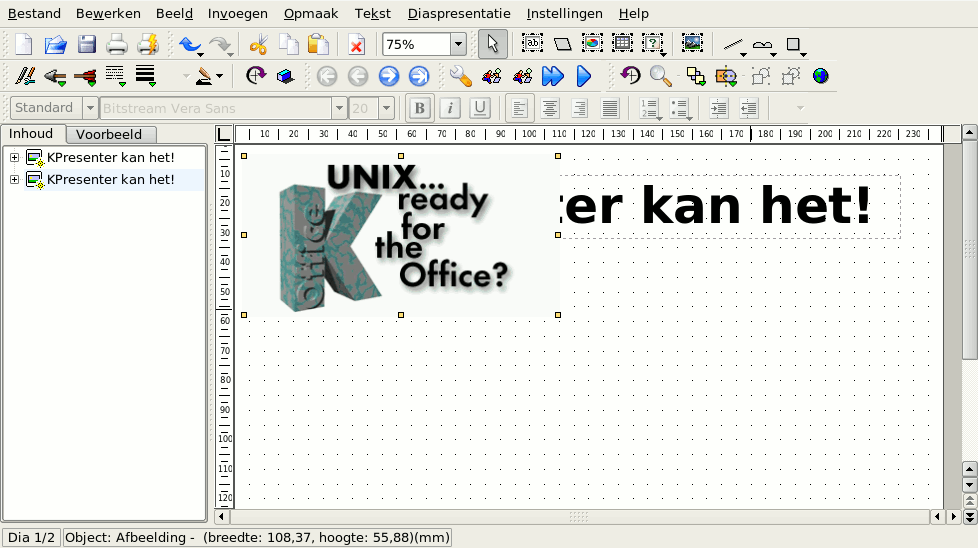 Bestand Bewerken Beeld Invoegen Opmaak Tekst Diaspresentatie Instellingen Help
75%
Standard Bitstream Vera Sans 20 B i U
Inhoud Voorbeeld
10 20 30 40 50 60 70 80 90 100 110 120 130 140 150 160 170 180 190 200 210 220 230
KPresenter kan het!
KPresenter kan het!
10
20
30
40
50
60
70
80
90
100
110
120
UNIX...
ready
for
the
Office?
Office
K
ter kan het!
Dia 1/2 Object: Afbeelding - (breedte: 108,37, hoogte: 55,88)(mm)